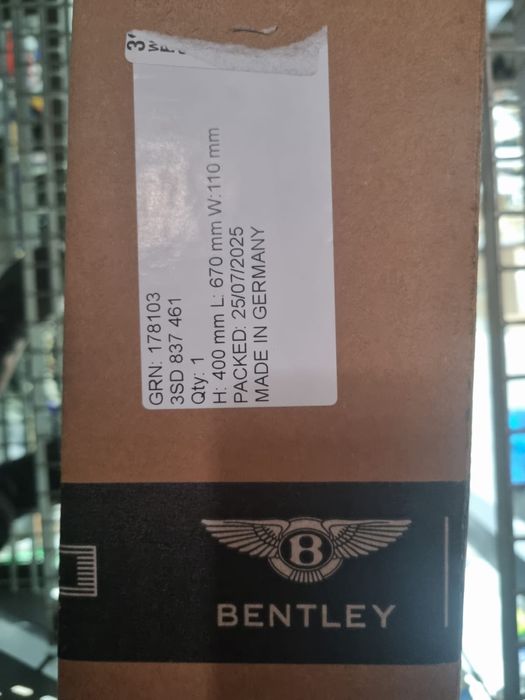 GRN: 178103
3SD 837 461
Qty: 1
H: 400 mm L: 670 mm W:110 mm
PACKED: 25/07/2025
MADE IN GERMANY
B
BENTLEY